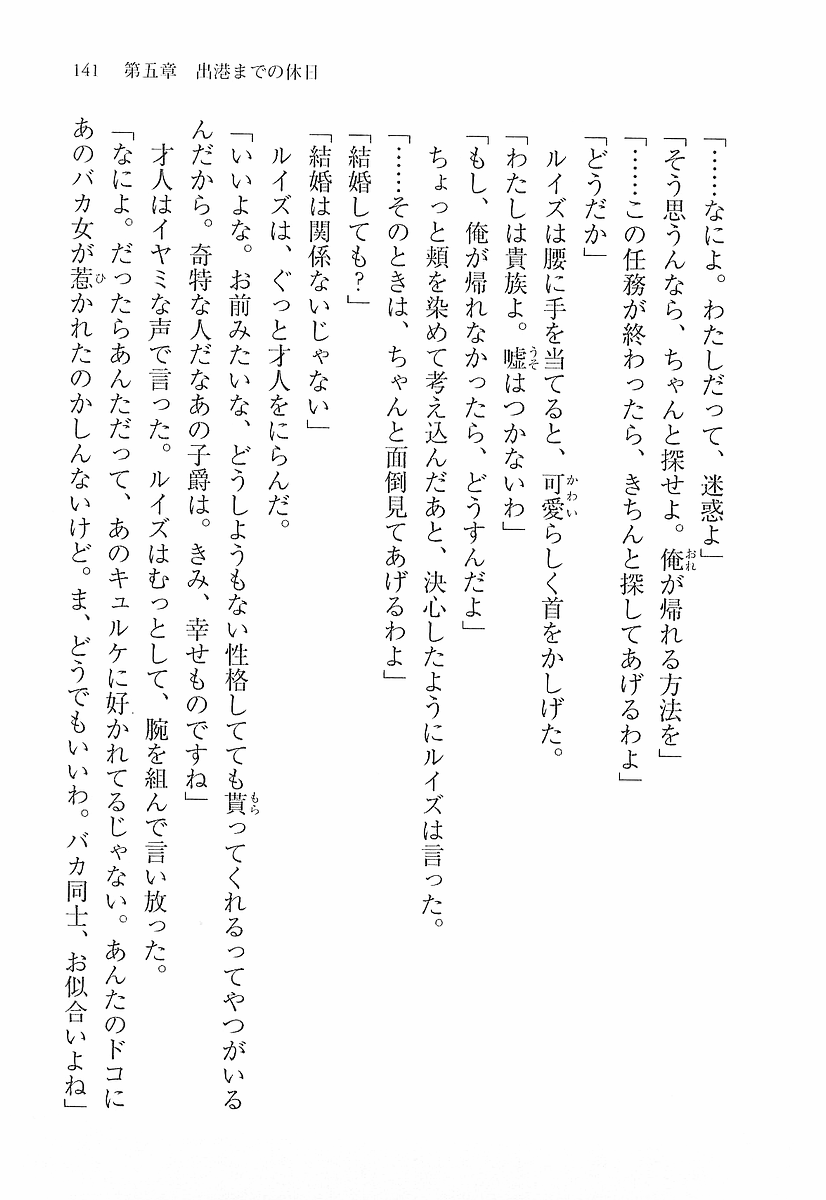 141　第五章　出港までの休日
「……なによ。わたしだって、迷惑よ」
「そう思うんなら、ちゃんと探せよ。俺が帰れる方法を」
「……この任務が終わったら、きちんと探してあげるわよ」
「どうだか」
　ルイズは腰に手を当てると、可愛らしく首をかしげた。
「わたしは貴族よ。嘘はつかないわ」
「もし、俺が帰れなかったら、どうすんだよ」
　ちょっと頬を染めて考え込んだあと、決心したようにルイズは言った。
「……そのときは、ちゃんと面倒見てあげるわよ」
「結婚しても？」
「結婚は関係ないじゃない」
　ルイズは、ぐっと才人をにらんだ。
「いいよな。お前みたいな、どうしようもない性格してても貰ってくれるってやつがいる
んだから。奇特な人だなあの子爵は。きみ、幸せものですね」
　才人はイヤミな声で言った。ルイズはむっとして、腕を組んで言い放った。
「なによ。だったらあんただって、あのキュルケに好かれてるじゃない。あんたのドコに
あのバカ女が惹かれたのかしんないけど。ま、どうでもいいわ。バカ同士、お似合いよね」